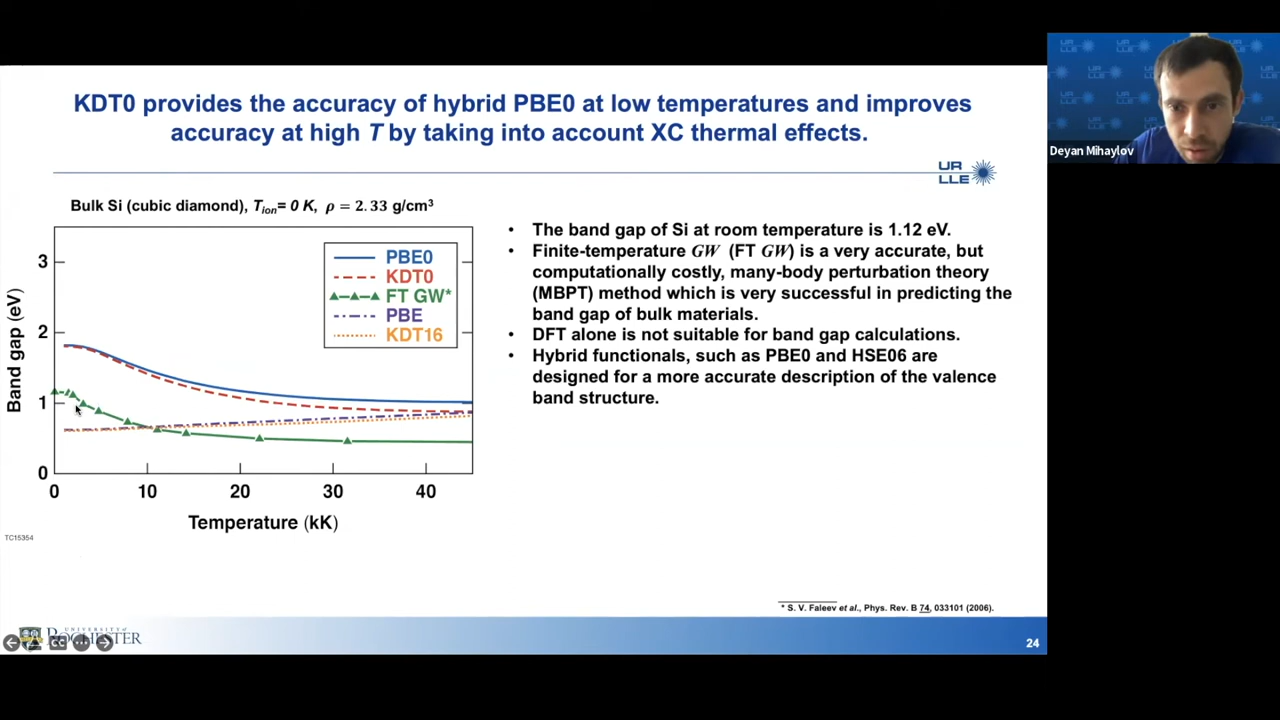 KDT0 provides the accuracy of hybrid PBE0 at low temperatures and improves
accuracy at high T by taking into account XC thermal effects.
UR
LLE
Deyan Mihaylov
Bulk Si (cubic diamond), Tion= 0 K, ρ = 2.33 g/cm³
Band gap (eV)
3
2
1
0
PBE0
KDT0
FT GW*
PBE
KDT16
0 10 20 30 40
Temperature (kK)
TC15354
• The band gap of Si at room temperature is 1.12 eV.
• Finite-temperature GW (FT GW) is a very accurate, but
computationally costly, many-body perturbation theory
(MBPT) method which is very successful in predicting the
band gap of bulk materials.
• DFT alone is not suitable for band gap calculations.
• Hybrid functionals, such as PBE0 and HSE06 are
designed for a more accurate description of the valence
band structure.
* S. V. Faleev et al., Phys. Rev. B 74, 033101 (2006).
UNIVERSITY of
ROCHESTER
CC
24